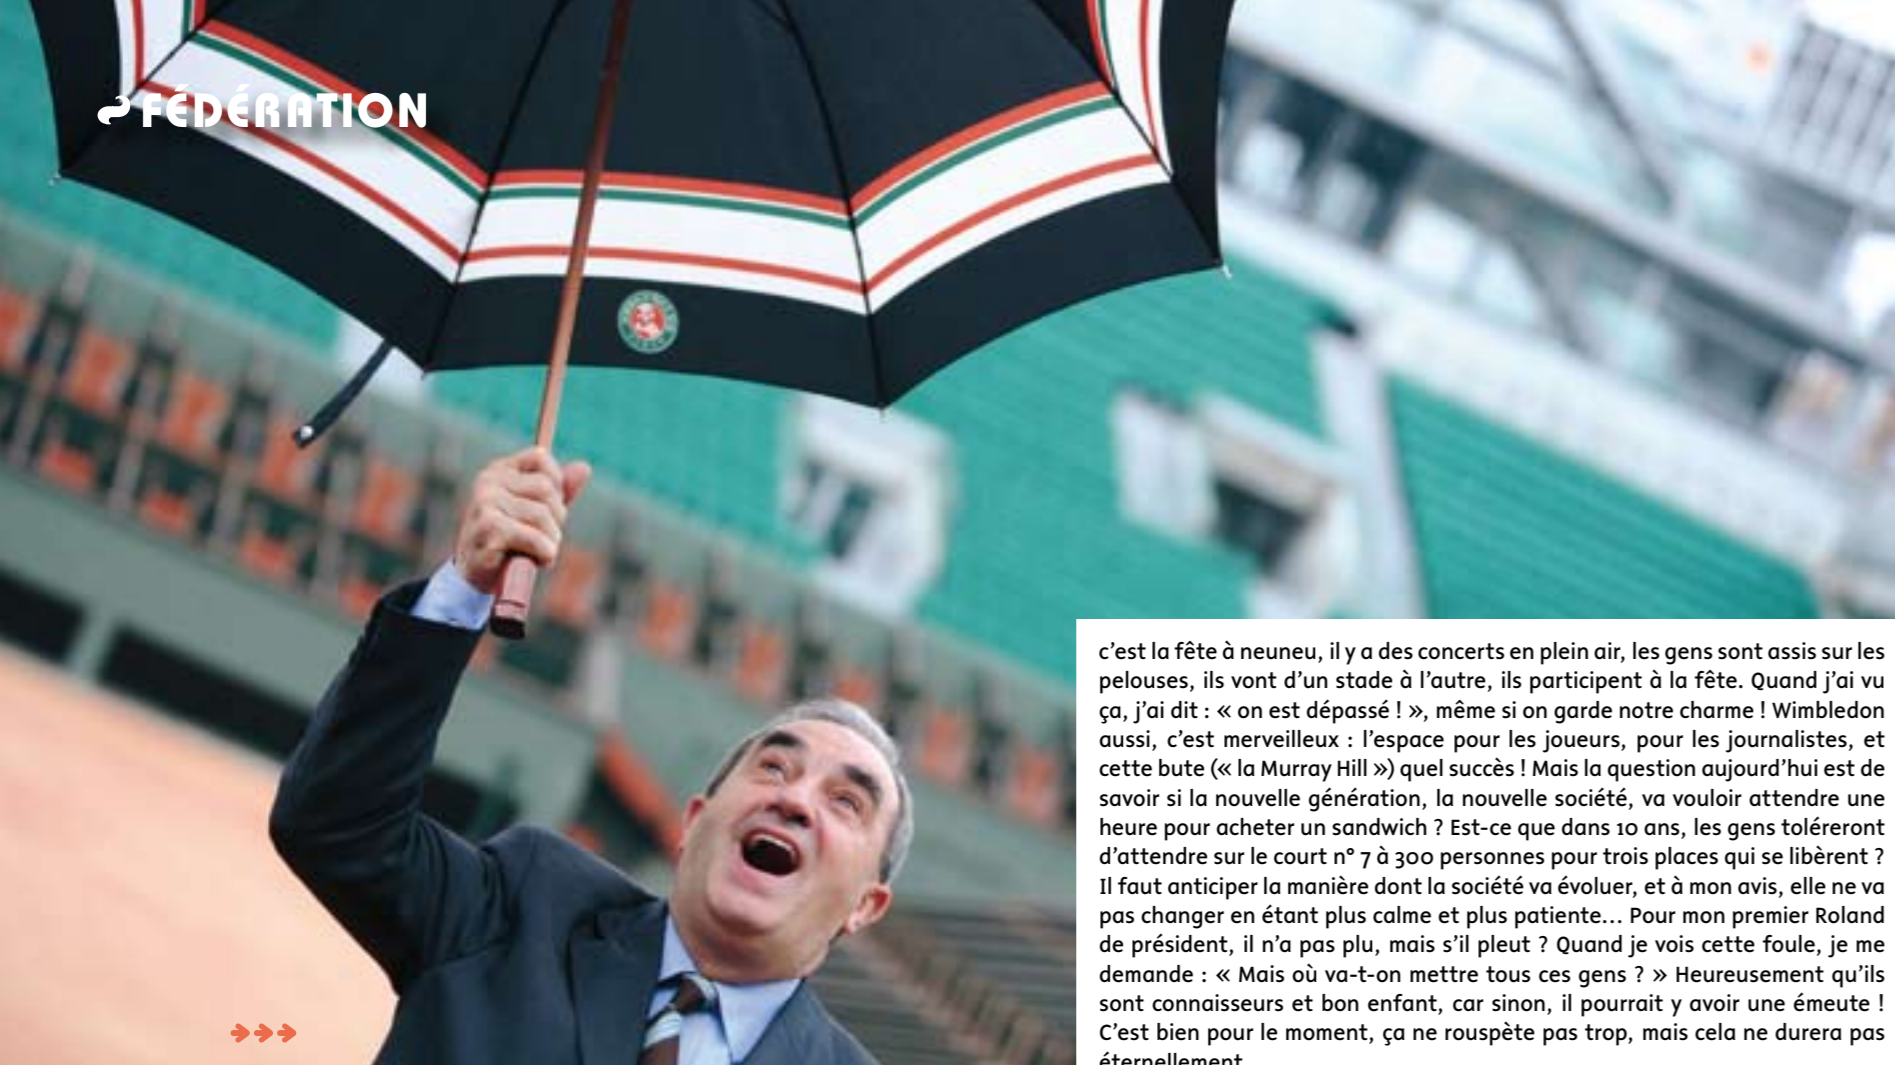 FÉDÉRATION
c’est la fête à neuneu, il y a des concerts en plein air, les gens sont assis sur les
pelouses, ils vont d’un stade à l’autre, ils participent à la fête. Quand j’ai vu
ça, j’ai dit : « on est dépassé ! », même si on garde notre charme ! Wimbledon
aussi, c’est merveilleux : l’espace pour les joueurs, pour les journalistes, et
cette bute (« la Murray Hill ») quel succès ! Mais la question aujourd’hui est de
savoir si la nouvelle génération, la nouvelle société, va vouloir attendre une
heure pour acheter un sandwich ? Est-ce que dans 10 ans, les gens toléreront
d’attendre sur le court n° 7 à 300 personnes pour trois places qui se libèrent ?
Il faut anticiper la manière dont la société va évoluer, et à mon avis, elle ne va
pas changer en étant plus calme et plus patiente… Pour mon premier Roland
de président, il n’a pas plu, mais s’il pleut ? Quand je vois cette foule, je me
demande : « Mais où va-t-on mettre tous ces gens ? » Heureusement qu’ils
sont connaisseurs et bon enfant, car sinon, il pourrait y avoir une émeute !
C’est bien pour le moment, ça ne rouspète pas trop, mais cela ne durera pas
éternellement